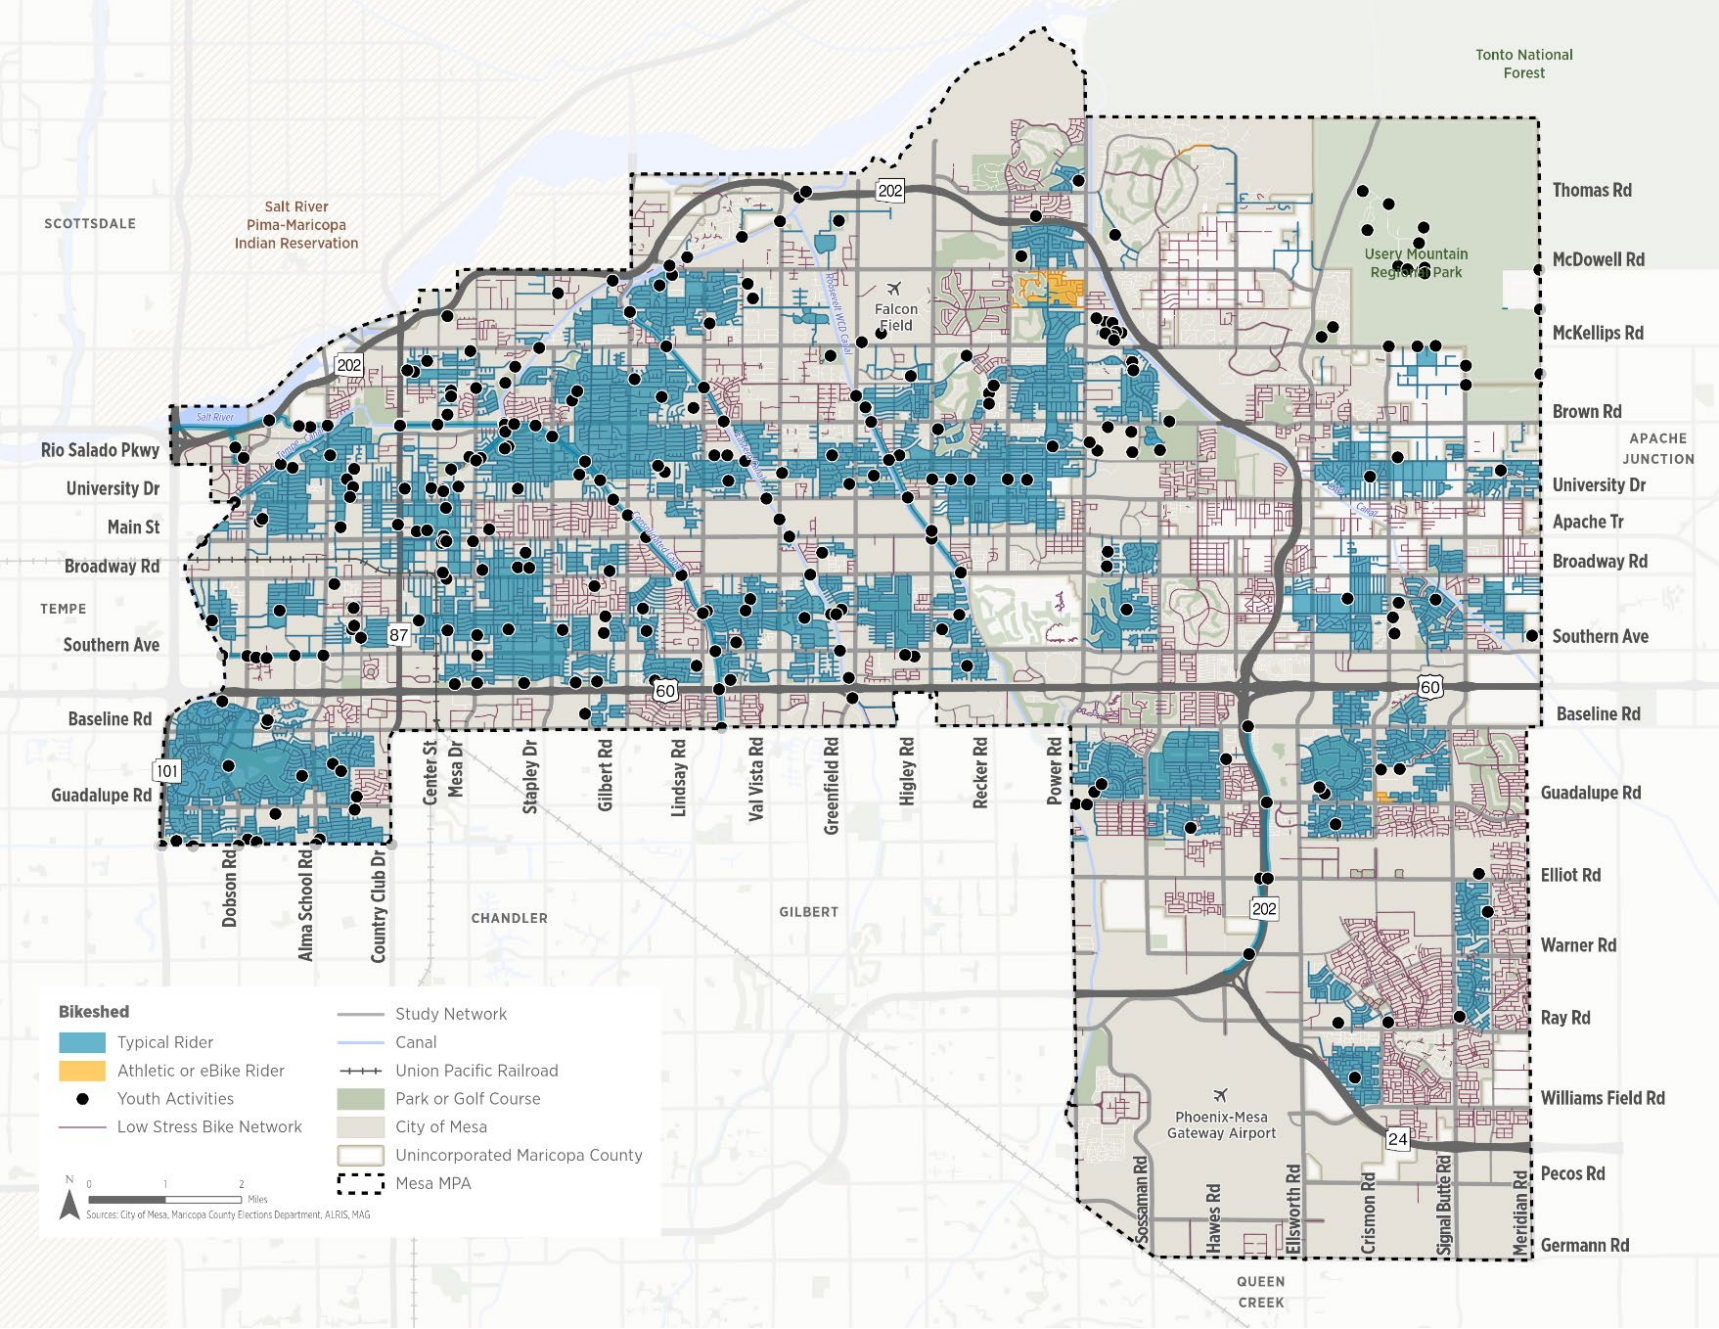 Tonto National
Forest
SCOTTSDALE
Salt River
Pima-Maricopa
Indian Reservation
202
Thomas Rd
Usery Mountain
Regional Park
McDowell Rd
Roosevelt WCD Canal
Falcon
Field
McKellips Rd
202
Brown Rd
Salt River
Tempe Canal
Rio Salado Pkwy
APACHE
JUNCTION
University Dr
University Dr
Canal
Main St
Apache Tr
Consolidated Canal
Broadway Rd
Broadway Rd
TEMPE
87
Southern Ave
Southern Ave
60
60
Baseline Rd
Baseline Rd
101
Guadalupe Rd
Guadalupe Rd
Center St
Mesa Dr
Stapley Dr
Gilbert Rd
Lindsay Rd
Val Vista Rd
Greenfield Rd
Higley Rd
Recker Rd
Power Rd
Dobson Rd
Alma School Rd
Country Club Dr
Elliot Rd
CHANDLER
GILBERT
202
Warner Rd
Ray Rd
Williams Field Rd
Phoenix-Mesa
Gateway Airport
24
Pecos Rd
Sossaman Rd
Hawes Rd
Ellsworth Rd
Crismon Rd
Signal Butte Rd
Meridian Rd
Germann Rd
QUEEN
CREEK
Bikeshed
Typical Rider
Athletic or eBike Rider
Youth Activities
Low Stress Bike Network
Study Network
Canal
Union Pacific Railroad
Park or Golf Course
City of Mesa
Unincorporated Maricopa County
Mesa MPA
N
0 1 2
Miles
Sources: City of Mesa, Maricopa County Elections Department, ALRIS, MAG